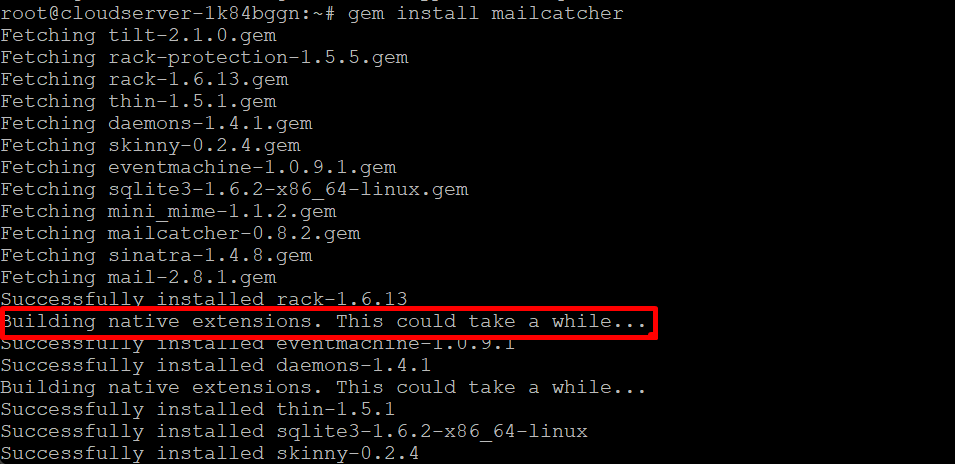 root@cloudserver-1k84bggn:~# gem install mailcatcher
Fetching tilt-2.1.0.gem
Fetching rack-protection-1.5.5.gem
Fetching rack-1.6.13.gem
Fetching thin-1.5.1.gem
Fetching daemons-1.4.1.gem
Fetching skinny-0.2.4.gem
Fetching eventmachine-1.0.9.1.gem
Fetching sqlite3-1.6.2-x86_64-linux.gem
Fetching mini_mime-1.1.2.gem
Fetching mailcatcher-0.8.2.gem
Fetching sinatra-1.4.8.gem
Fetching mail-2.8.1.gem
Successfully installed rack-1.6.13
Building native extensions. This could take a while...
Successfully installed eventmachine-1.0.9.1
Successfully installed daemons-1.4.1
Building native extensions. This could take a while...
Successfully installed thin-1.5.1
Successfully installed sqlite3-1.6.2-x86_64-linux
Successfully installed skinny-0.2.4